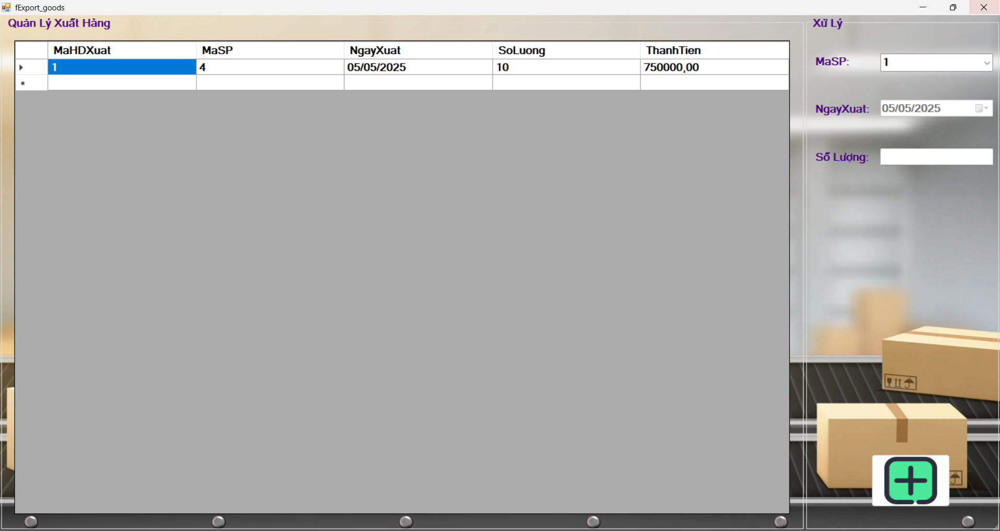 fExport_goods
Quản Lý Xuất Hàng
MaHDXuat MaSP NgayXuat SoLuong ThanhTien
1 4 05/05/2025 10 750000,00
Xử Lý
MaSP: 1
NgayXuat: 05/05/2025
Số Lượng: